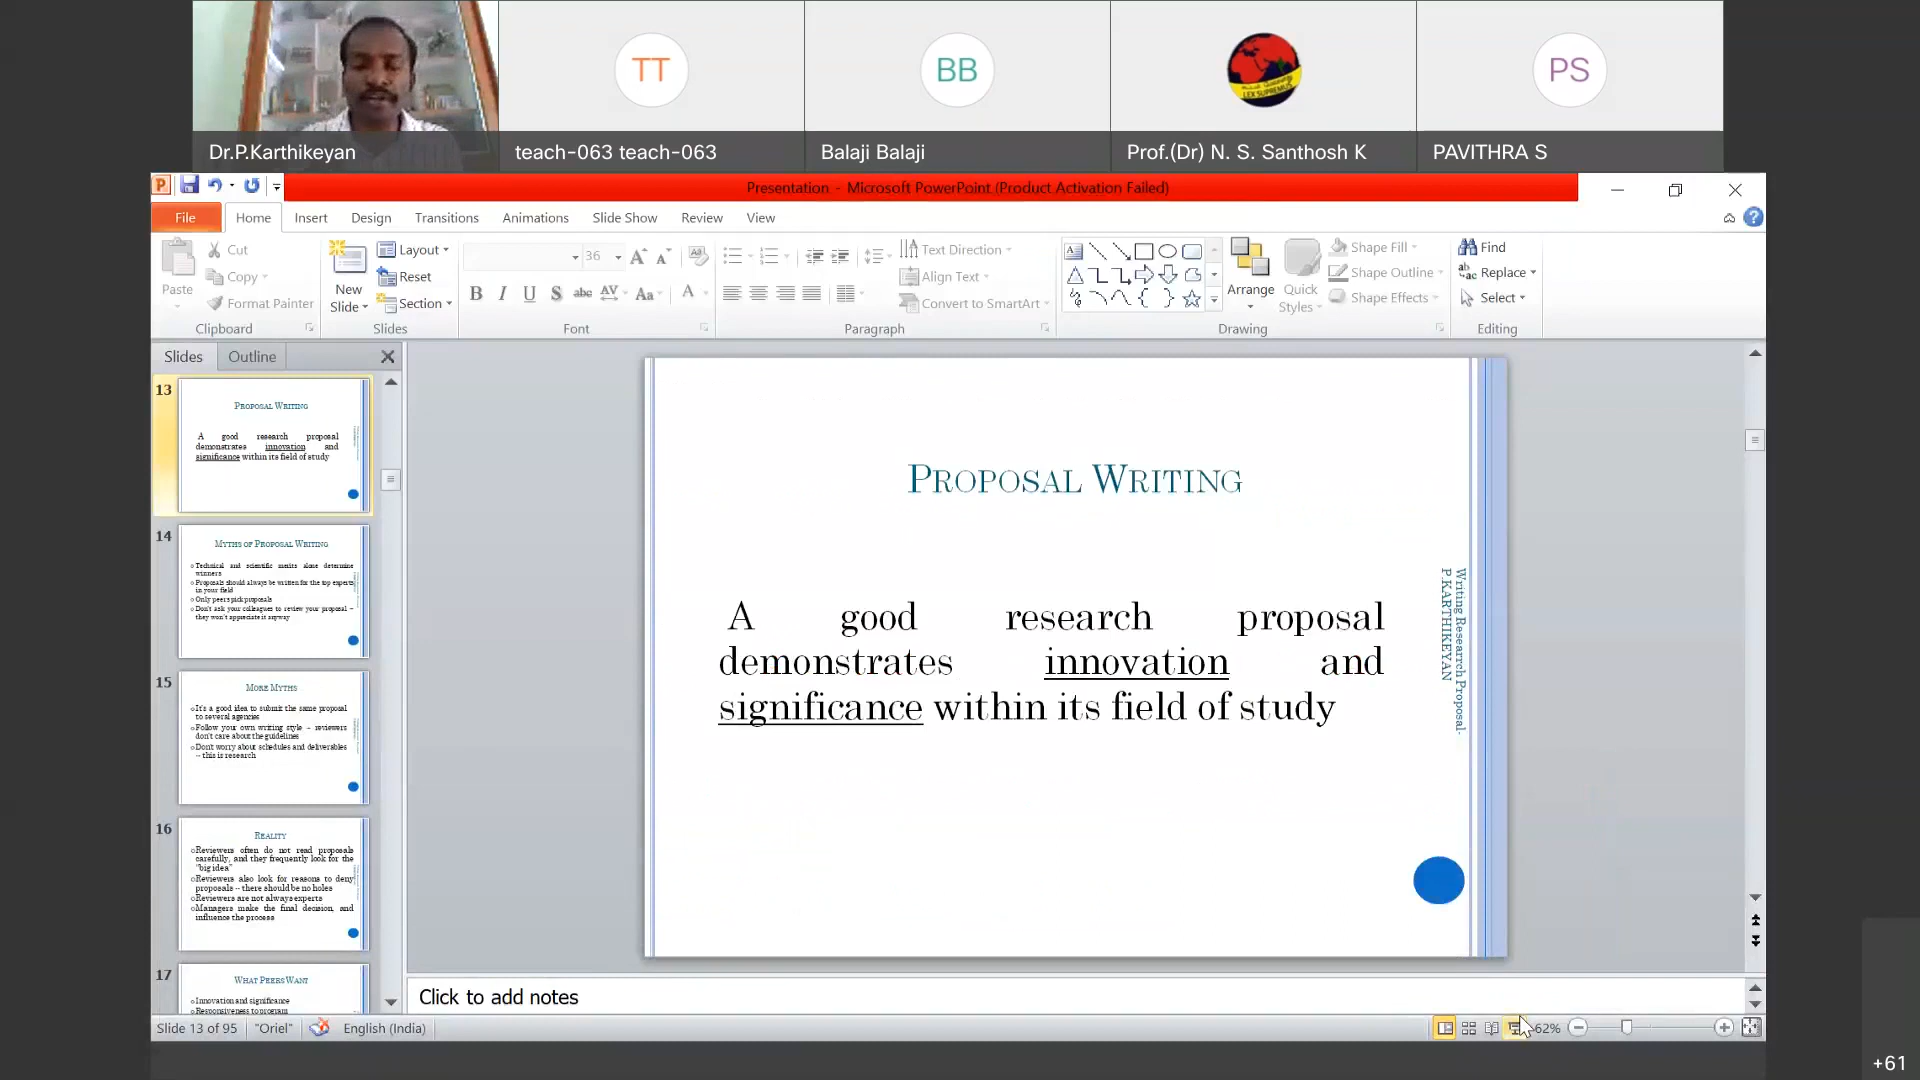 TT
BB
LEX SUPREMUS
PS
Dr.P.Karthikeyan
teach-063 teach-063
Balaji Balaji
Prof.(Dr) N. S. Santhosh K
PAVITHRA S
Presentation - Microsoft PowerPoint (Product Activation Failed)
File Home Insert Design Transitions Animations Slide Show Review View
Paste
Cut
Copy
Format Painter
Clipboard
New
Slide
Layout
Reset
Section
Slides
36
Font
Text Direction
Align Text
Convert to SmartArt
Paragraph
Arrange
Quick
Styles
Shape Fill
Shape Outline
Shape Effects
Drawing
Find
Replace
Select
Editing
Slides Outline
13
PROPOSAL WRITING
A good research proposal
demonstrates innovation and
significance within its field of study
14
MYTHS OF PROPOSAL WRITING
Technical and scientific merits alone determine
winners
Proposals should always be written for the top experts
in your field
Only peers pick proposals
Don't ask your colleagues to review your proposal –
they won't appreciate it anyway
15
MORE MYTHS
It's a good idea to submit the same proposal
to several agencies
Follow your own writing style – reviewers
don't care about the guidelines
Don't worry about schedules and deliverables
– this is research
16
REALITY
Reviewers often do not read proposals
carefully, and they frequently look for the
"big idea"
Reviewers also look for reasons to deny
proposals – there should be no holes
Reviewers are not always experts
Managers make the final decision, and
influence the process
17
WHAT PEERS WANT
Innovation and significance
Responsiveness to program
PROPOSAL WRITING
A good research proposal
demonstrates innovation and
significance within its field of study
Writing Research Proposal-
P.KARTHIKEYAN
Click to add notes
Slide 13 of 95 "Oriel" English (India) 62%
+61